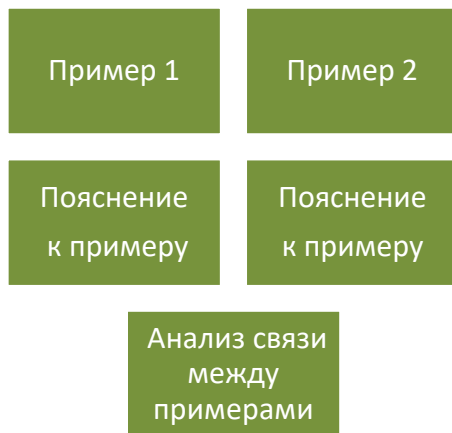 Пример 1
Пример 2
Пояснение
к примеру
Пояснение
к примеру
Анализ связи
между
примерами